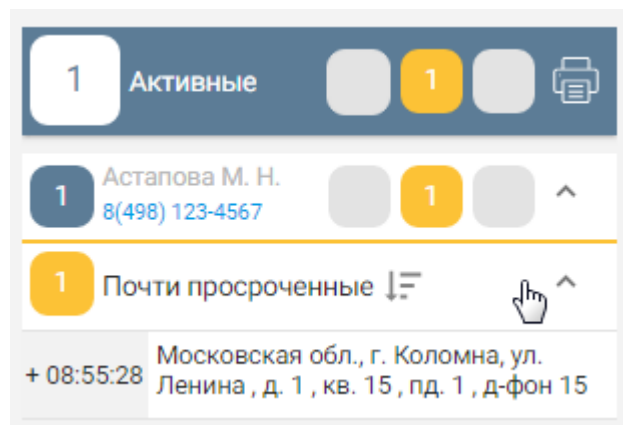 1 Активные 1
1 Астапова М. Н. 1
8(498) 123-4567
1 Почти просроченные
+ 08:55:28 Московская обл., г. Коломна, ул.
Ленина , д. 1 , кв. 15 , пд. 1 , д-фон 15